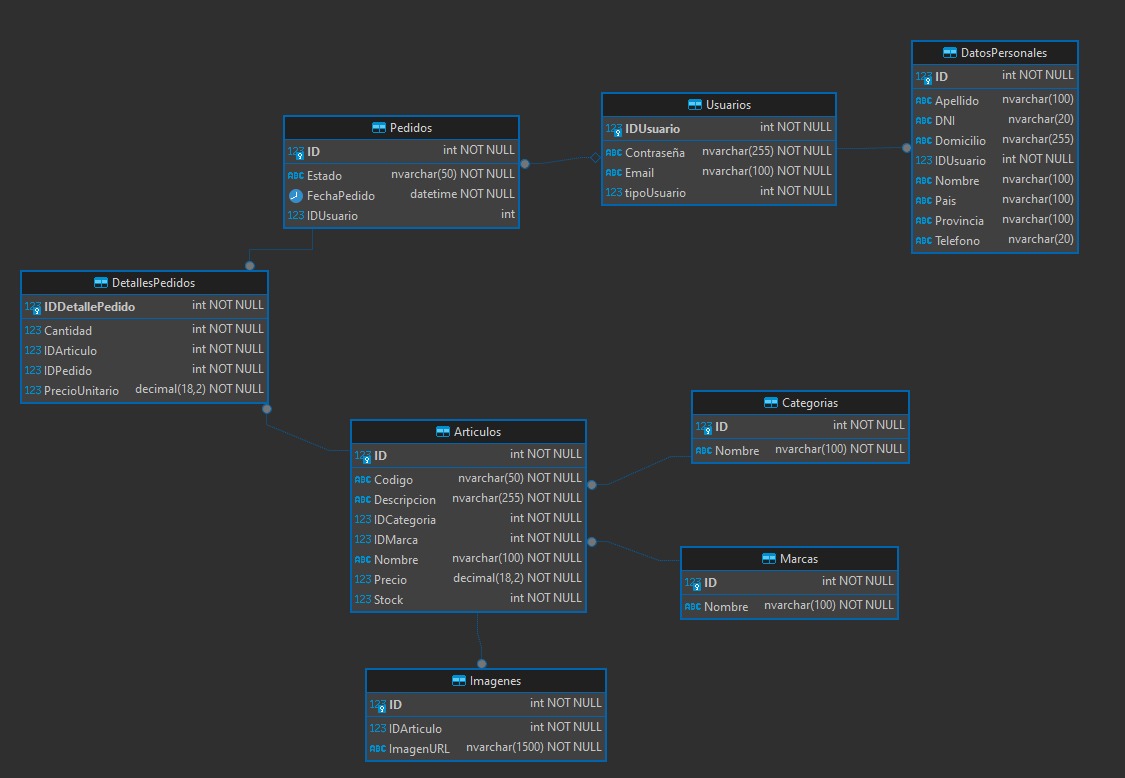 DatosPersonales
123 ID int NOT NULL
ABC Apellido nvarchar(100)
ABC DNI nvarchar(20)
ABC Domicilio nvarchar(255)
123 IDUsuario int NOT NULL
ABC Nombre nvarchar(100)
ABC Pais nvarchar(100)
ABC Provincia nvarchar(100)
ABC Telefono nvarchar(20)
Usuarios
123 IDUsuario int NOT NULL
ABC Contraseña nvarchar(255) NOT NULL
ABC Email nvarchar(100) NOT NULL
123 tipoUsuario int NOT NULL
Pedidos
123 ID int NOT NULL
ABC Estado nvarchar(50) NOT NULL
FechaPedido datetime NOT NULL
123 IDUsuario int
DetallesPedidos
123 IDDetallePedido int NOT NULL
123 Cantidad int NOT NULL
123 IDArticulo int NOT NULL
123 IDPedido int NOT NULL
123 PrecioUnitario decimal(18,2) NOT NULL
Articulos
123 ID int NOT NULL
ABC Codigo nvarchar(50) NOT NULL
ABC Descripcion nvarchar(255) NOT NULL
123 IDCategoria int NOT NULL
123 IDMarca int NOT NULL
ABC Nombre nvarchar(100) NOT NULL
123 Precio decimal(18,2) NOT NULL
123 Stock int NOT NULL
Categorias
123 ID int NOT NULL
ABC Nombre nvarchar(100) NOT NULL
Marcas
123 ID int NOT NULL
ABC Nombre nvarchar(100) NOT NULL
Imagenes
123 ID int NOT NULL
123 IDArticulo int NOT NULL
ABC ImagenURL nvarchar(1500) NOT NULL